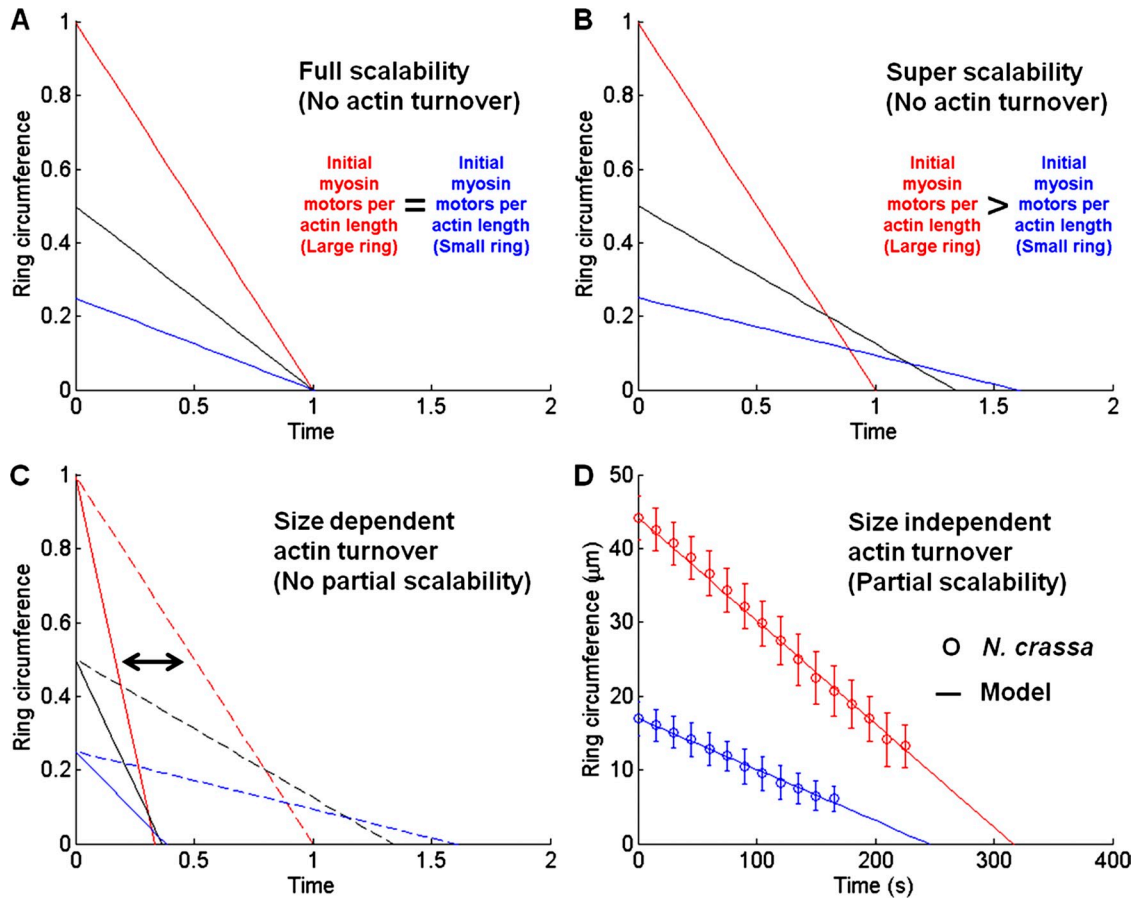 A
1
0.8
0.6
0.4
0.2
0
Ring circumference
Full scalability
(No actin turnover)
Initial
myosin
motors per
actin length
(Large ring)
=
Initial
myosin
motors per
actin length
(Small ring)
0 0.5 1 1.5 2
Time
B
1
0.8
0.6
0.4
0.2
0
Ring circumference
Super scalability
(No actin turnover)
Initial
myosin
motors per
actin length
(Large ring)
>
Initial
myosin
motors per
actin length
(Small ring)
0 0.5 1 1.5 2
Time
C
1
0.8
0.6
0.4
0.2
0
Ring circumference
Size dependent
actin turnover
(No partial scalability)
0 0.5 1 1.5 2
Time
D
50
40
30
20
10
0
Ring circumference (μm)
Size independent
actin turnover
(Partial scalability)
N. crassa
Model
0 100 200 300 400
Time (s)